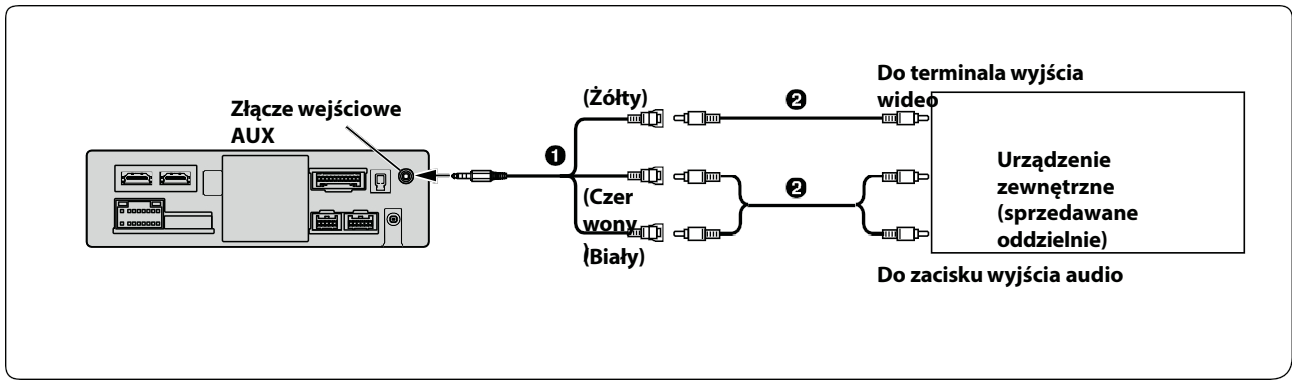 Złącze wejściowe
AUX
(Żółty)
❷
Do terminala wyjścia
wideo
❶
Urządzenie
zewnętrzne
(sprzedawane
oddzielnie)
(Czer
wony
)
❷
(Biały)
Do zacisku wyjścia audio